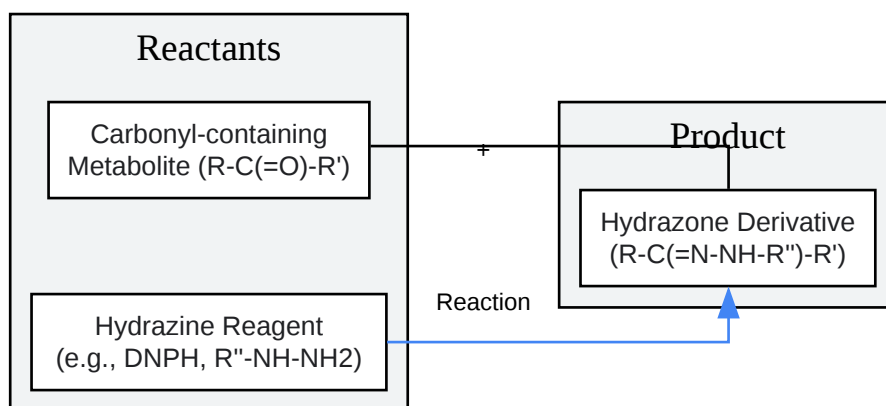 Reactants
Carbonyl-containing
Metabolite (R-C(=O)-R')
+
Product
Hydrazone Derivative
(R-C(=N-NH-R'')-R')
Reaction
Hydrazine Reagent
(e.g., DNPH, R''-NH-NH2)